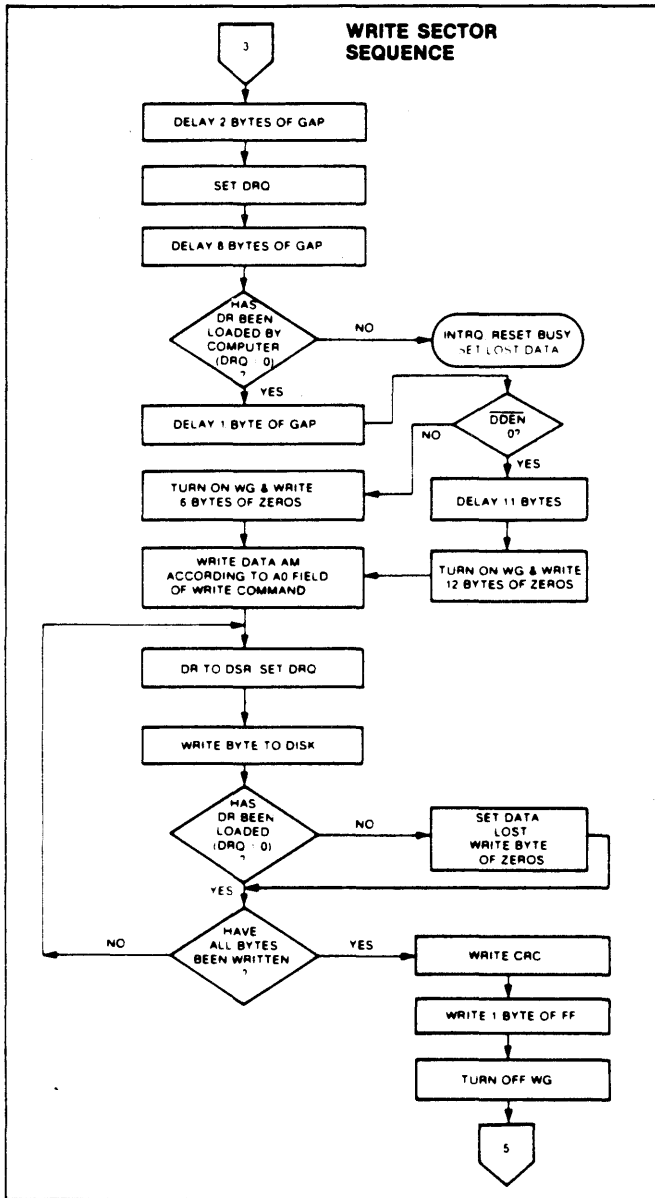 WRITE SECTOR
SEQUENCE
3
DELAY 2 BYTES OF GAP
SET DRQ
DELAY 8 BYTES OF GAP
HAS
DR BEEN
LOADED BY
COMPUTER
(DRQ = 0)
?
NO
INTRQ. RESET BUSY
SET LOST DATA
YES
DELAY 1 BYTE OF GAP
DDEN
0?
NO
YES
TURN ON WG & WRITE
6 BYTES OF ZEROS
DELAY 11 BYTES
WRITE DATA AM
ACCORDING TO A0 FIELD
OF WRITE COMMAND
TURN ON WG & WRITE
12 BYTES OF ZEROS
DR TO DSR SET DRQ
WRITE BYTE TO DISK
HAS
DR BEEN
LOADED
(DRQ = 0)
?
NO
SET DATA
LOST
WRITE BYTE
OF ZEROS
YES
HAVE
ALL BYTES
BEEN WRITTEN
?
NO
YES
WRITE CRC
WRITE 1 BYTE OF FF
TURN OFF WG
5